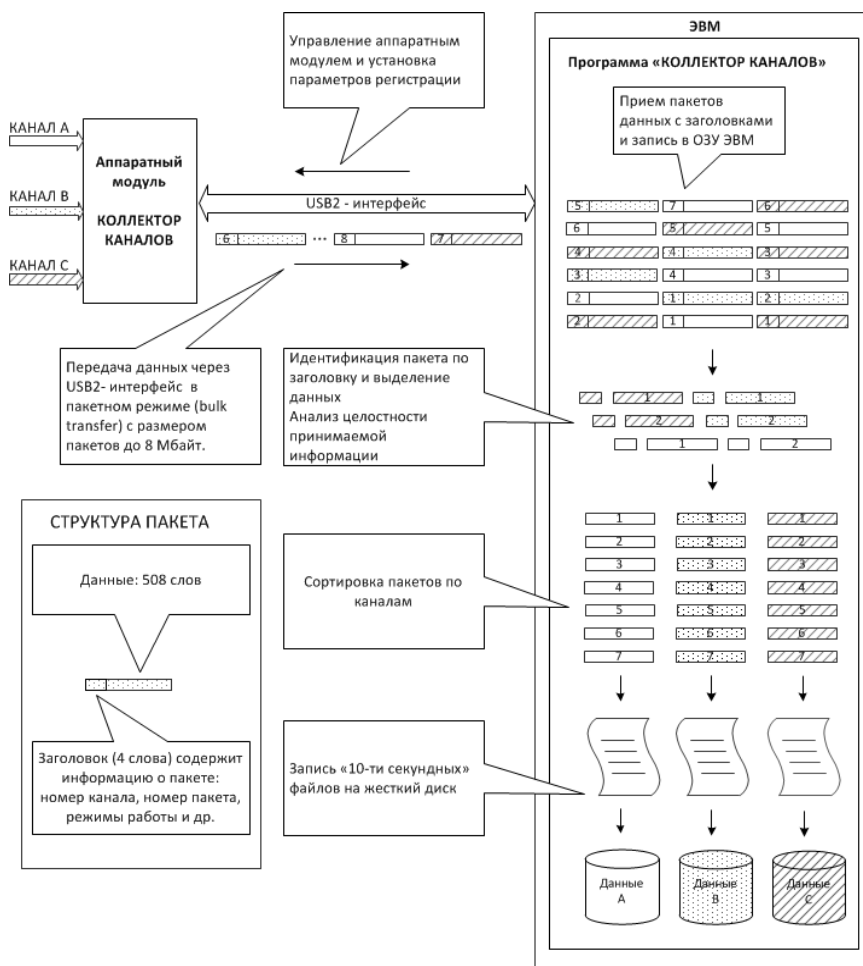 ЭВМ
Управление аппаратным
модулем и установка
параметров регистрации
Программа «КОЛЛЕКТОР КАНАЛОВ»
Прием пакетов
данных с заголовками
и запись в ОЗУ ЭВМ
КАНАЛ А
КАНАЛ В
КАНАЛ С
Аппаратный
модуль
КОЛЛЕКТОР
КАНАЛОВ
USB2 - интерфейс
6 ... 8 7
5 7 6
6 5 5
4 4 3
3 4 3
2 1 2
2 1 1
Передача данных через
USB2- интерфейс в
пакетном режиме (bulk
transfer) с размером
пакетов до 8 Мбайт.
Идентификация пакета по
заголовку и выделение
данных
Анализ целостности
принимаемой
информации
1 1
2 2
1 2
СТРУКТУРА ПАКЕТА
Данные: 508 слов
Заголовок (4 слова) содержит
информацию о пакете:
номер канала, номер пакета,
режимы работы и др.
Сортировка пакетов по
каналам
1 1 1
2 2 2
3 3 3
4 4 4
5 5 5
6 6 6
7 7 7
Запись «10-ти секундных»
файлов на жесткий диск
Данные
А
Данные
В
Данные
С